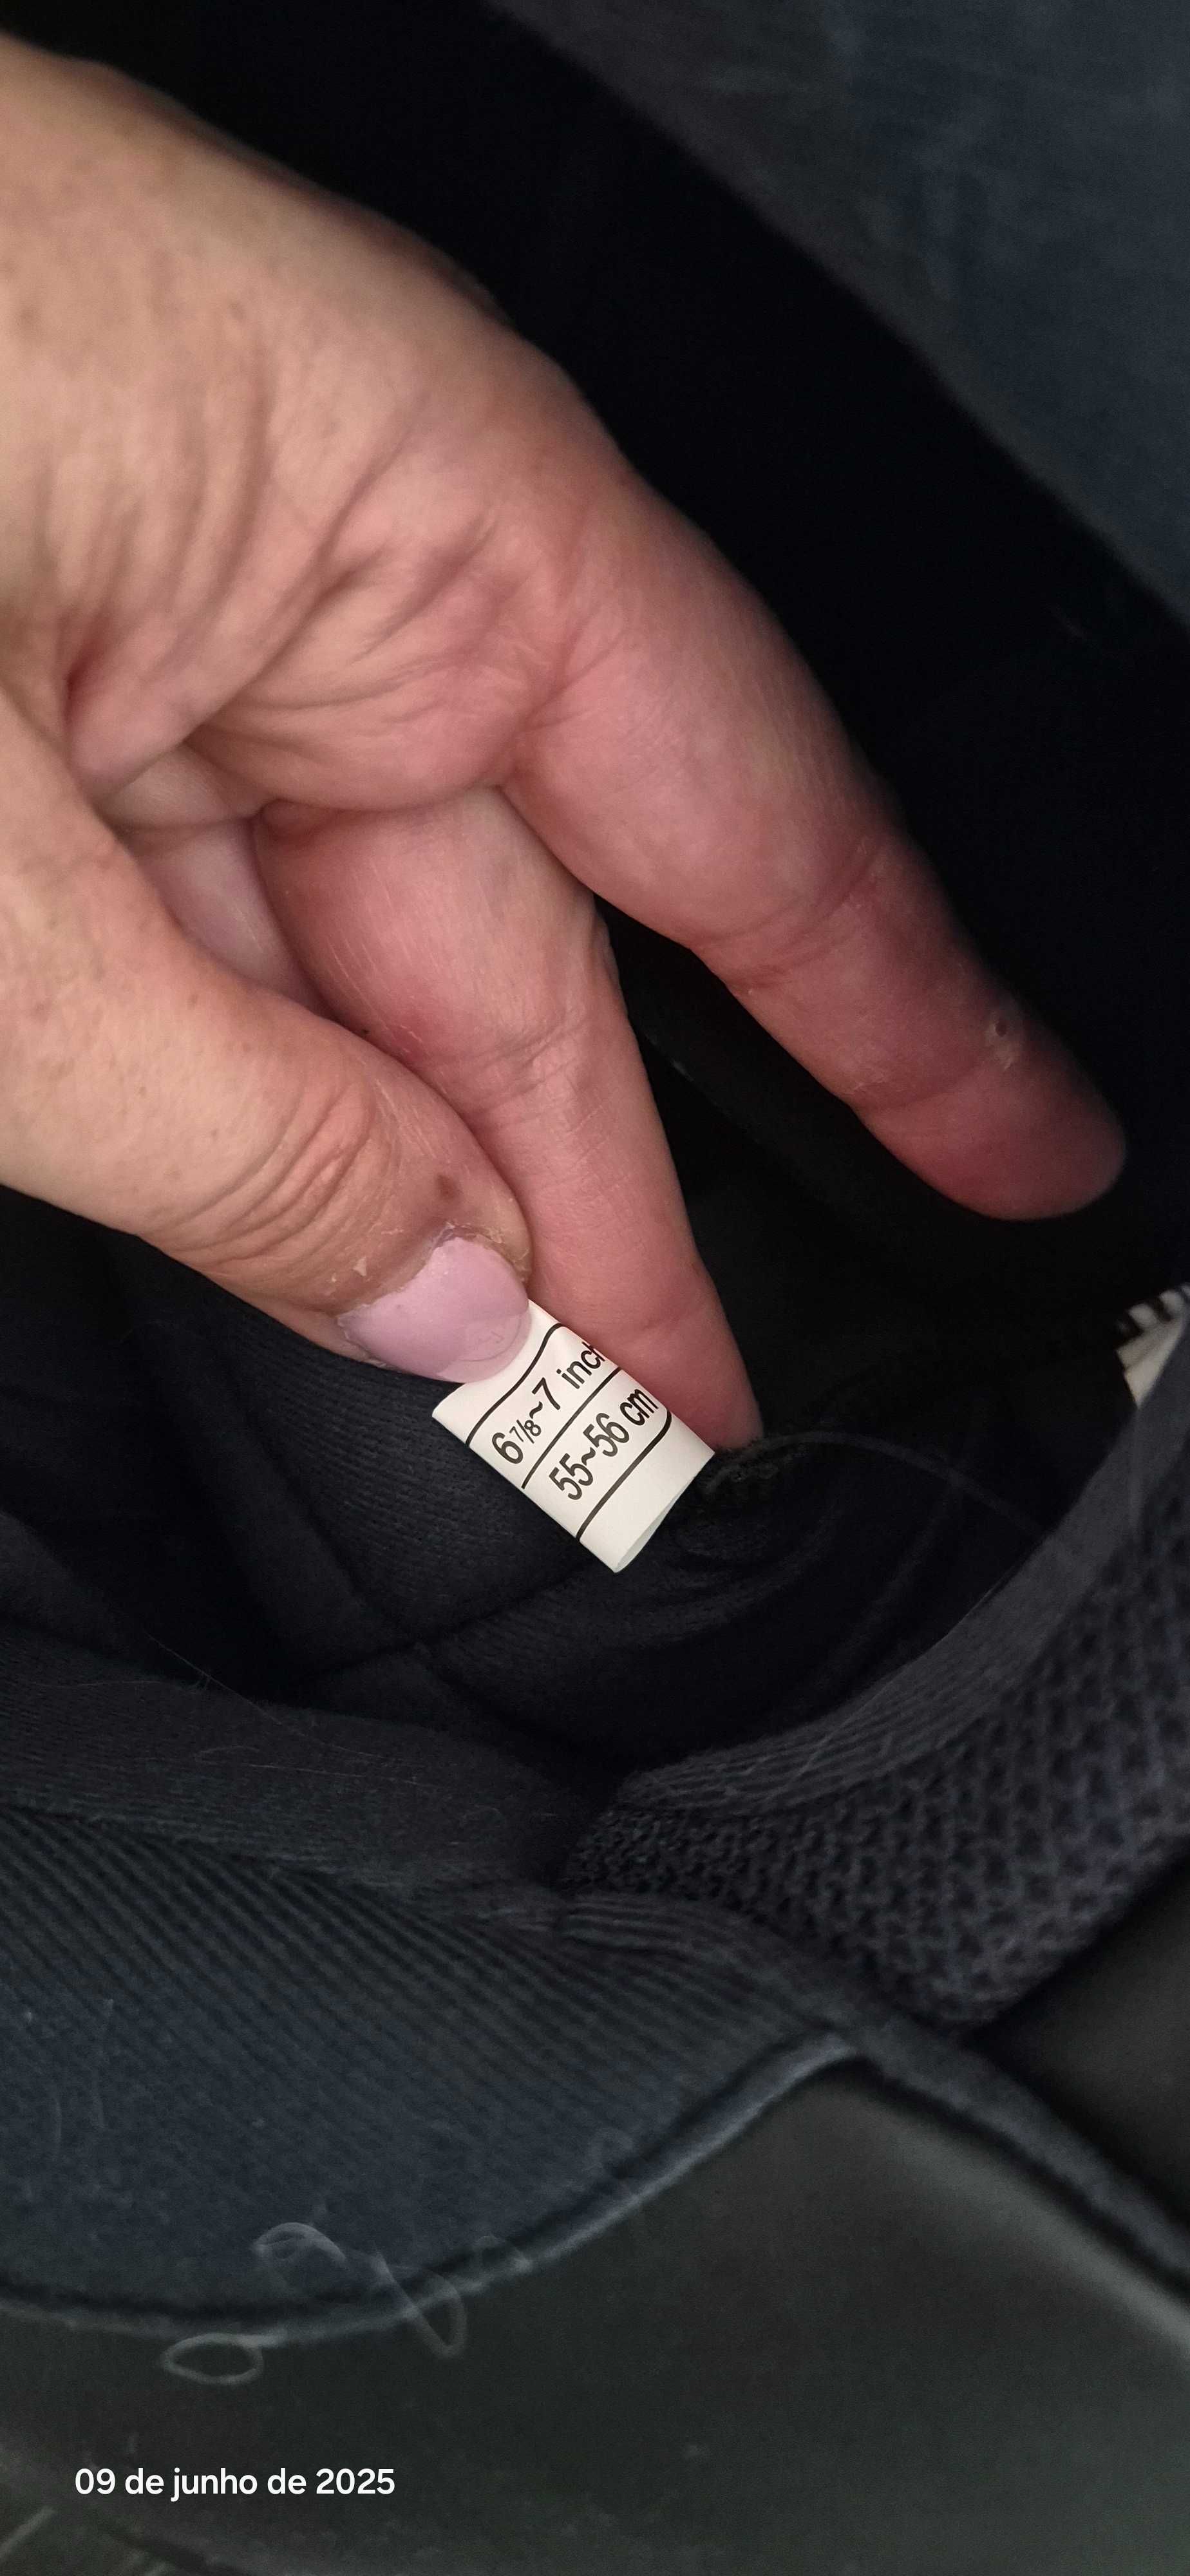 6 7/8~7 inch
55~56 cm
09 de junho de 2025